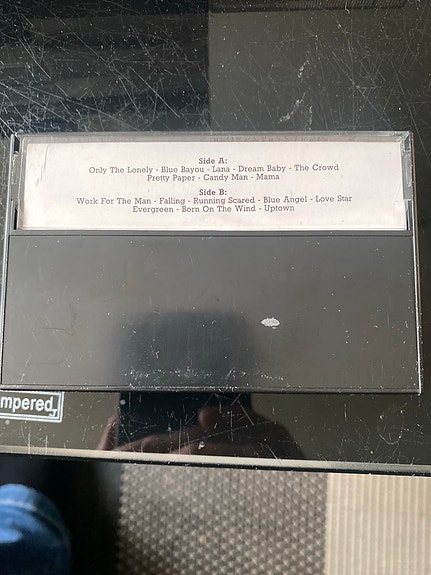 Side A:
Only The Lonely - Blue Bayou - Lana - Dream Baby - The Crowd
Pretty Paper - Candy Man - Mama
Side B:
Work For The Man - Falling - Running Scared - Blue Angel - Love Star
Evergreen - Born On The Wind - Uptown
mpered